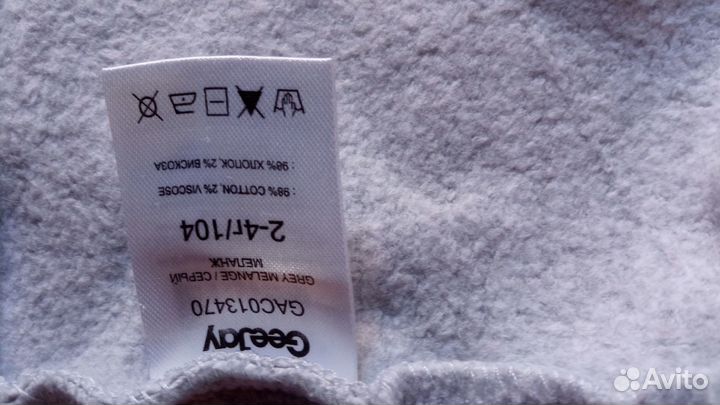 GeeJay
GAC013470
GREY MELANGE / СЕРЫЙ
МЕЛАНЖ
2-4г/104
: 98% COTTON, 2% VISCOSE
: 98% ХЛОПОК, 2% ВИСКОЗА
Avito